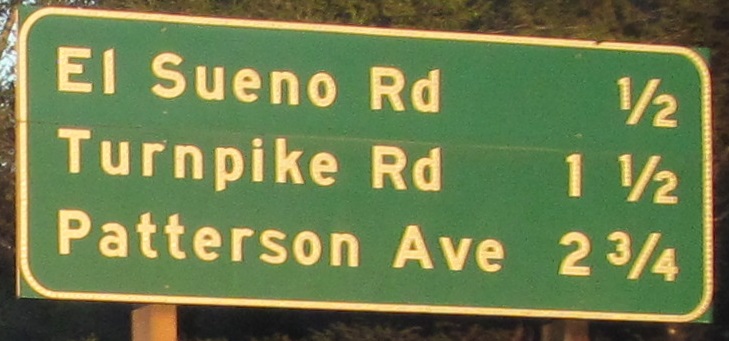 El Sueno Rd ½
Turnpike Rd 1 ½
Patterson Ave 2 ¾